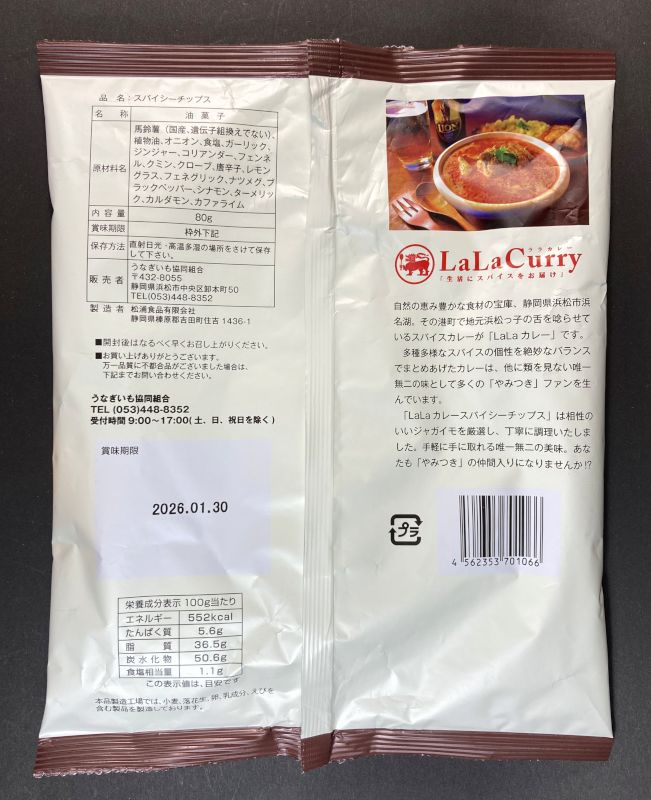 品 名：スパイシーチップス
名 称 油菓子
原材料名 馬鈴薯（国産、遺伝子組換えでない）、
植物油、オニオン、食塩、ガーリック、
ジンジャー、コリアンダー、フェンネ
ル、クミン、クローブ、唐辛子、レモン
グラス、フェネグリック、ナツメグ、ブ
ラックペッパー、シナモン、ターメリッ
ク、カルダモン、カファライム
内容量 80g
賞味期限 枠外下記
保存方法 直射日光・高温多湿の場所をさけて保存
して下さい。
販売者 うなぎいも協同組合
〒432-8055
静岡県浜松市中央区卸本町50
TEL(053)448-8352
製造者 松浦食品有限会社
静岡県榛原郡吉田町住吉 1436-1
■開封後はなるべく早くお召し上がりください。
■お買い上げありがとうございます。
万一品質に不都合品がございました場合は、
下記までお問い合わせください。
うなぎいも協同組合
TEL (053)448-8352
受付時間 9:00～17:00(土、日、祝日を除く)
賞味期限
2026.01.30
栄養成分表示 100g当たり
エネルギー 552kcal
たんぱく質 5.6g
脂 質 36.5g
炭水化物 50.6g
食塩相当量 1.1g
この表示値は、目安です
本品製造工場では、小麦、落花生、卵、乳成分、えびを
含む製品を製造しております。
LION
ララカレー
LaLaCurry
「生活にスパイスをお届け」
自然の恵み豊かな食材の宝庫、静岡県浜松市浜
名湖。その港町で地元浜松っ子の舌を唸らせて
いるスパイスカレーが「LaLa カレー」です。
多種多様なスパイスの個性を絶妙なバランス
でまとめあげたカレーは、他に類を見ない唯一
無二の味として多くの「やみつき」ファンを生
んでいます。
「LaLa カレースパイシーチップス」は相性の
いいジャガイモを厳選し、丁寧に調理いたしま
した。手軽に手に取れる唯一無二の美味。あな
たも「やみつき」の仲間入りになりませんか!?
プラ
4 562353 701066